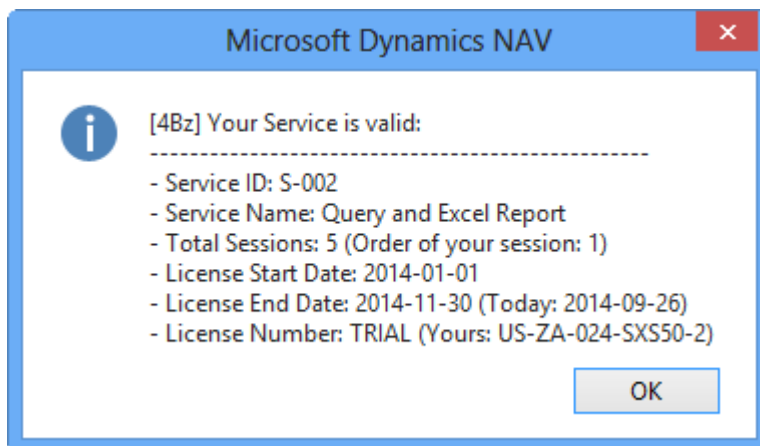 Microsoft Dynamics NAV
[4Bz] Your Service is valid:
--------------------------------------------------
- Service ID: S-002
- Service Name: Query and Excel Report
- Total Sessions: 5 (Order of your session: 1)
- License Start Date: 2014-01-01
- License End Date: 2014-11-30 (Today: 2014-09-26)
- License Number: TRIAL (Yours: US-ZA-024-SXS50-2)
OK